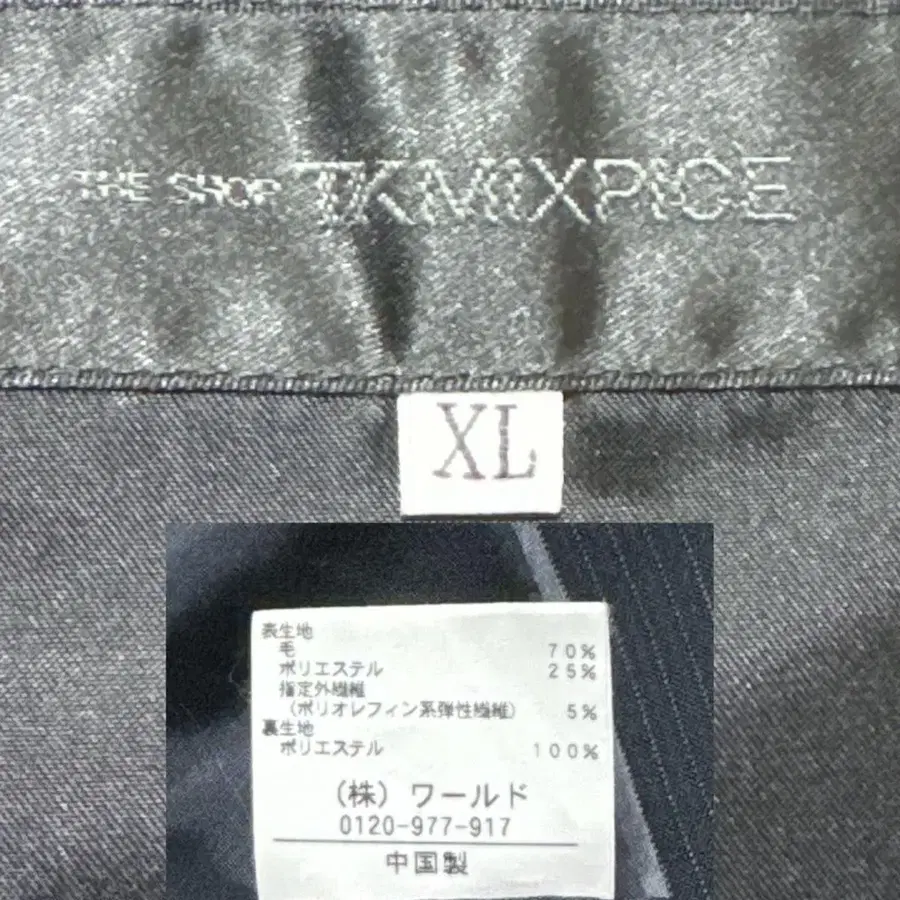 THE SHOP TKMIXPICE
XL
表生地
毛 70%
ポリエステル 25%
指定外繊維
(ポリオレフィン系弾性繊維) 5%
裏生地
ポリエステル 100%
(株) ワールド
0120-977-917
中国製